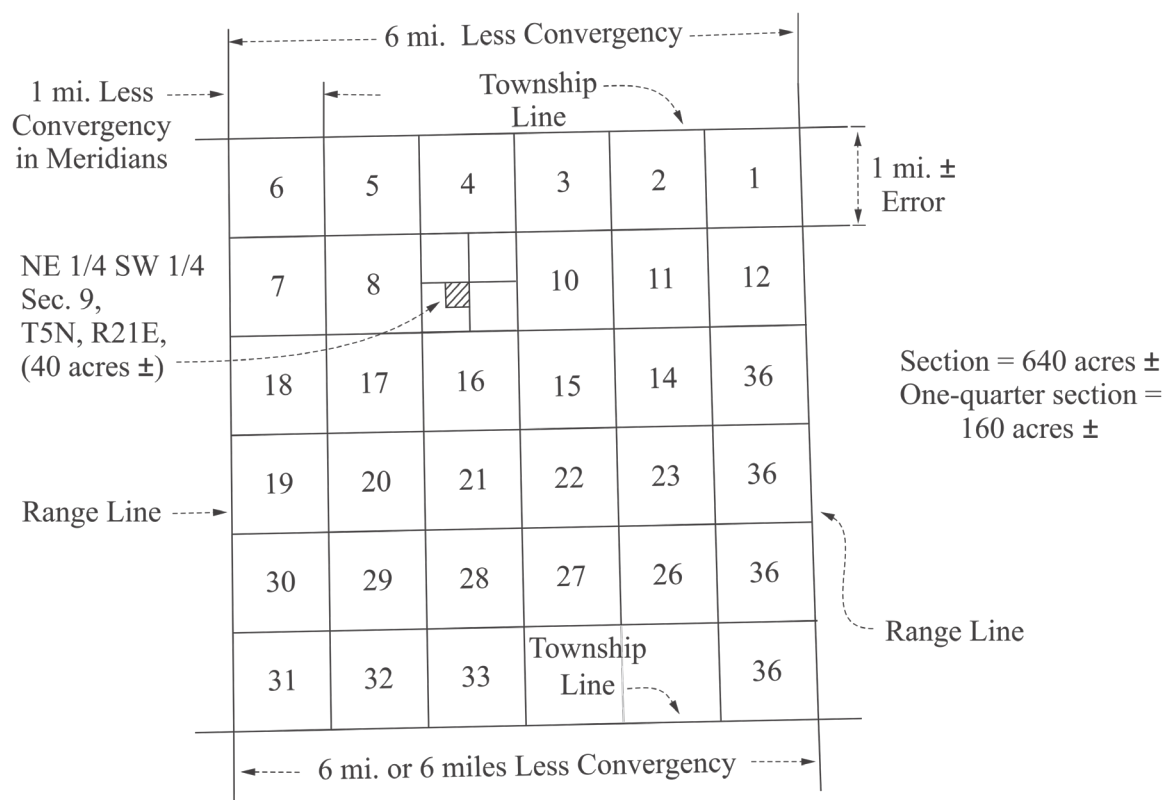 6 mi. Less Convergency
1 mi. Less
Convergency
in Meridians
Township
Line
6 5 4 3 2 1
1 mi. ±
Error
NE 1/4 SW 1/4
Sec. 9,
T5N, R21E,
(40 acres ±)
7 8 10 11 12
18 17 16 15 14 36
Section = 640 acres ±
One-quarter section =
160 acres ±
19 20 21 22 23 36
Range Line
30 29 28 27 26 36
Range Line
31 32 33 36
Township
Line
6 mi. or 6 miles Less Convergency